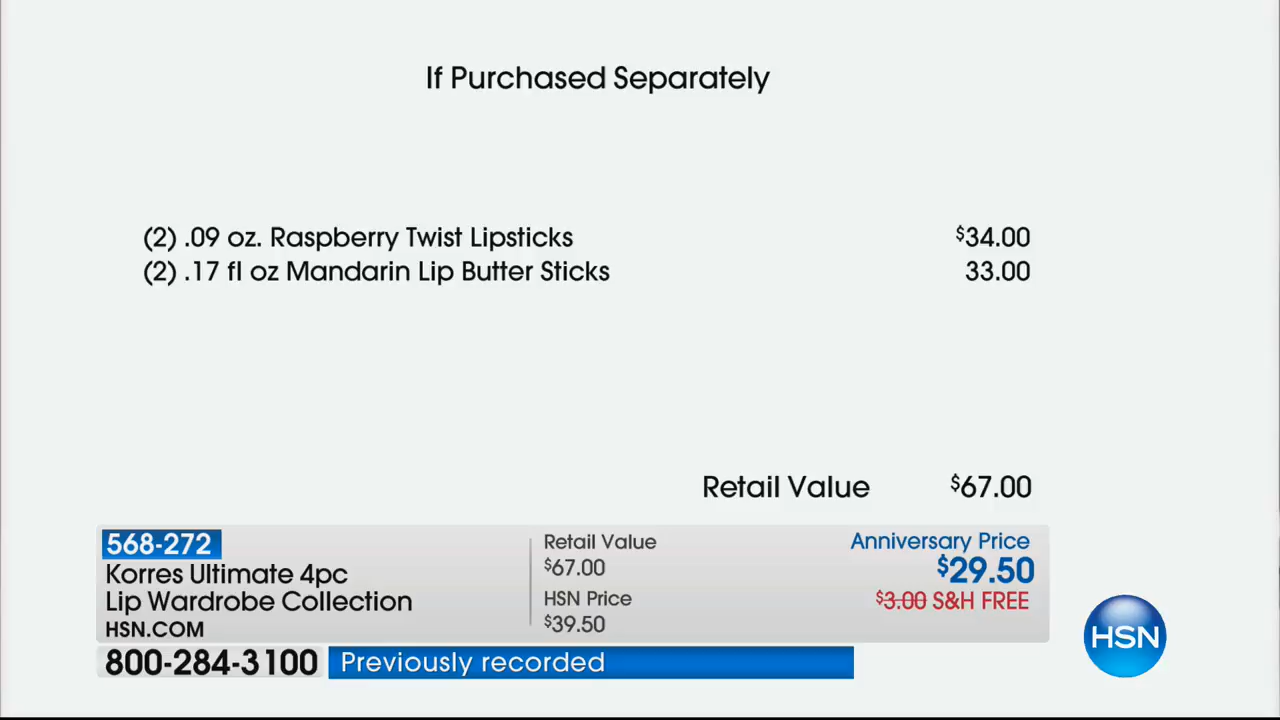 If Purchased Separately
(2) .09 oz. Raspberry Twist Lipsticks $34.00
(2) .17 fl oz Mandarin Lip Butter Sticks 33.00
Retail Value $67.00
568-272
Korres Ultimate 4pc
Lip Wardrobe Collection
HSN.COM
Retail Value
$67.00
HSN Price
$39.50
Anniversary Price
$29.50
$3.00 S&H FREE
HSN
800-284-3100 Previously recorded